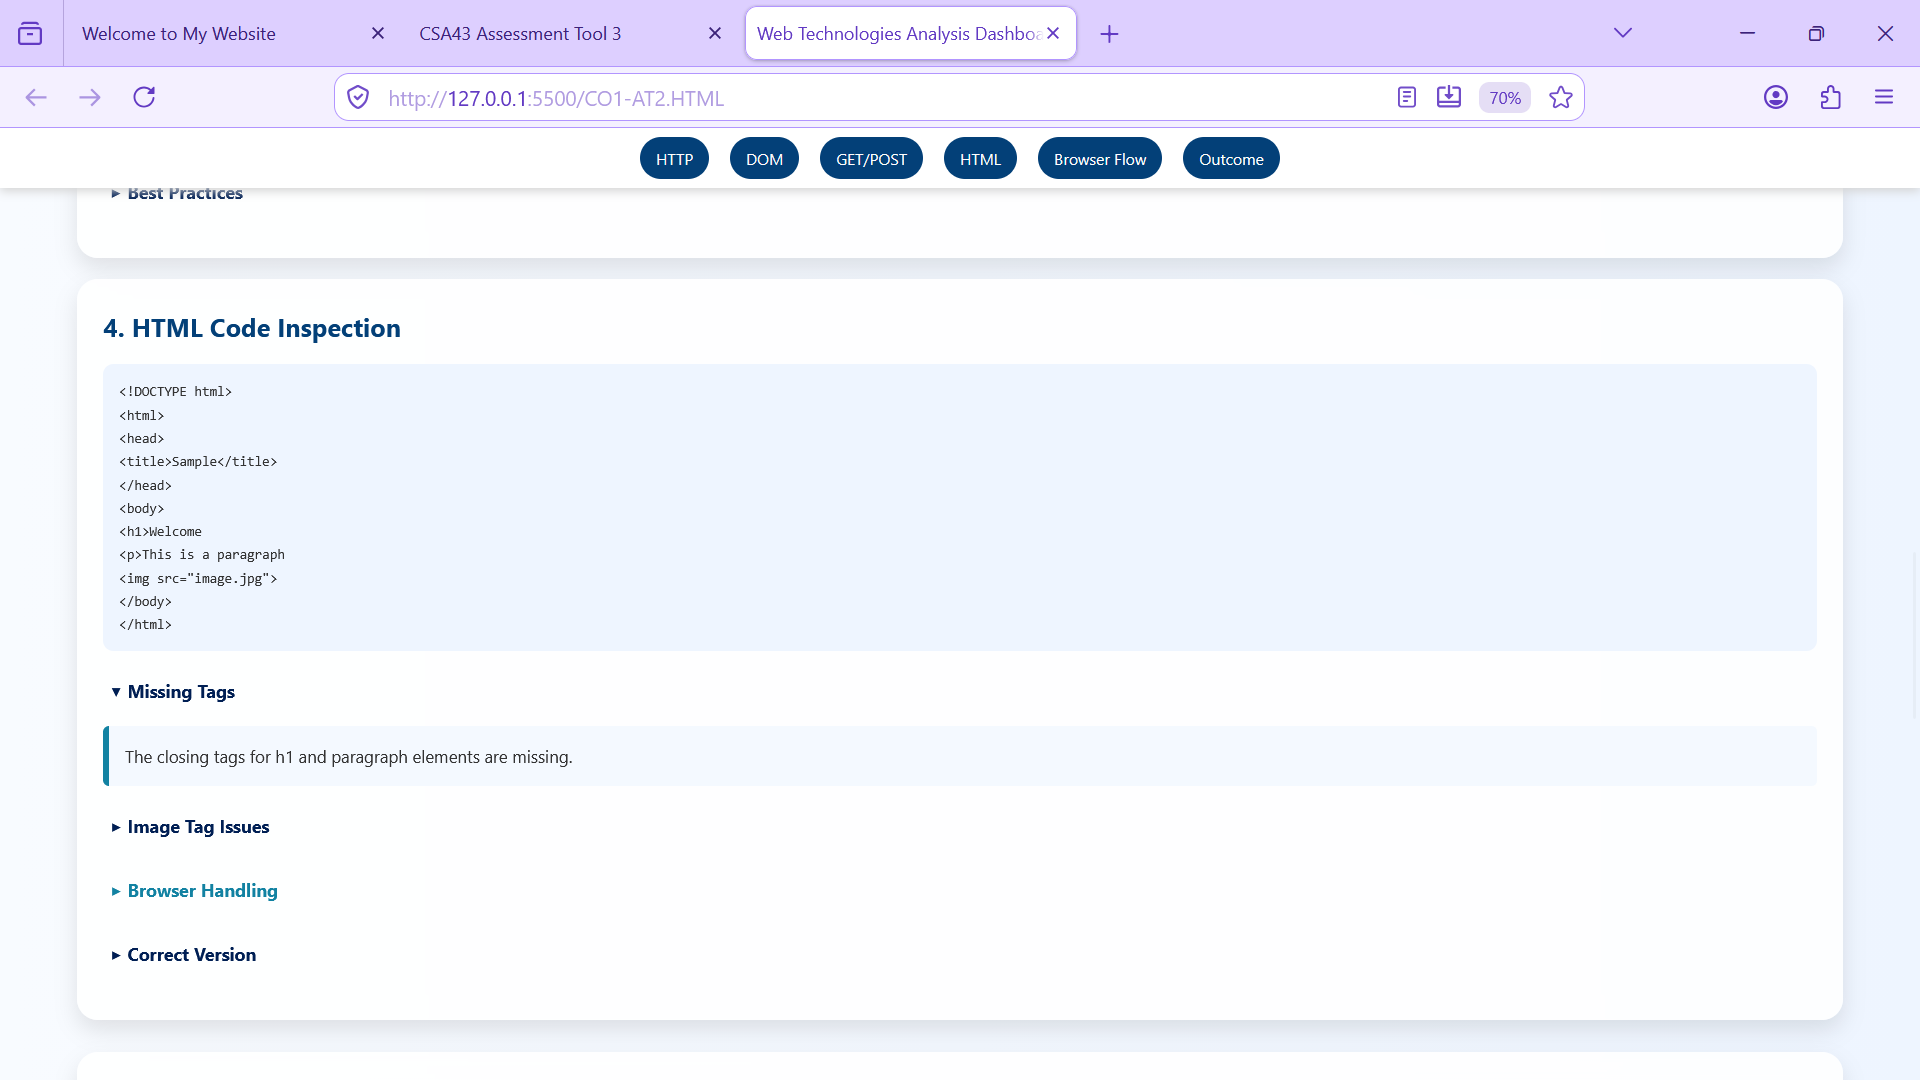 Welcome to My Website
CSA43 Assessment Tool 3
Web Technologies Analysis Dashboa
http://127.0.0.1:5500/CO1-AT2.HTML
70%
HTTP
DOM
GET/POST
HTML
Browser Flow
Outcome
▸ Best Practices
4. HTML Code Inspection
<!DOCTYPE html>
<html>
<head>
<title>Sample</title>
</head>
<body>
<h1>Welcome
<p>This is a paragraph
<img src="image.jpg">
</body>
</html>
▾ Missing Tags
The closing tags for h1 and paragraph elements are missing.
▸ Image Tag Issues
▸ Browser Handling
▸ Correct Version